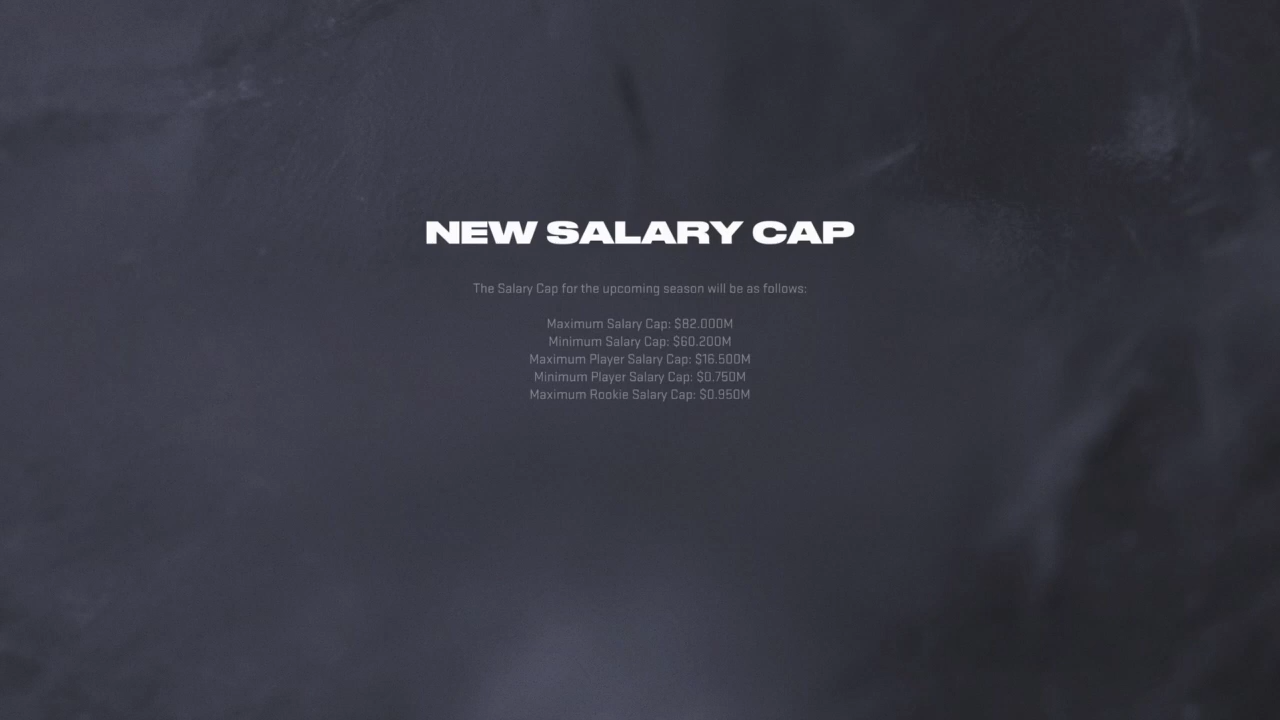 NEW SALARY CAP
The Salary Cap for the upcoming season will be as follows:
Maximum Salary Cap: $82.000M
Minimum Salary Cap: $60.200M
Maximum Player Salary Cap: $16.500M
Minimum Player Salary Cap: $0.750M
Maximum Rookie Salary Cap: $0.950M